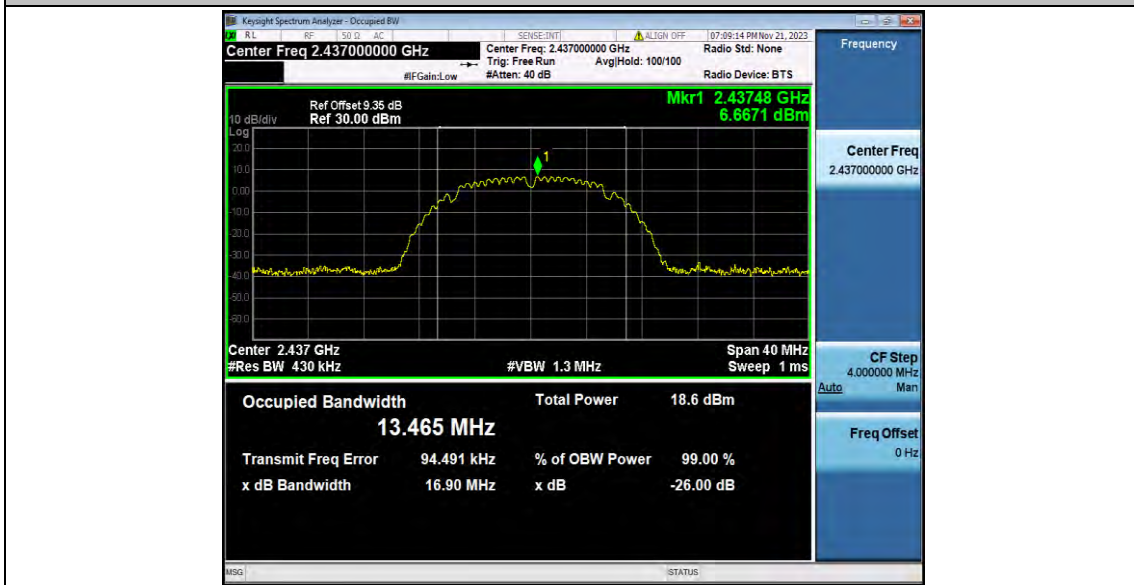 Keysight Spectrum Analyzer - Occupied BW
RL RF 50 Ω AC SENSE:INT ALIGN OFF 07:09:14 PM Nov 21, 2023
Center Freq 2.437000000 GHz
Center Freq: 2.437000000 GHz
Radio Std: None
Trig: Free Run Avg|Hold: 100/100
#IFGain:Low #Atten: 40 dB Radio Device: BTS
Ref Offset 9.35 dB
Mkr1 2.43748 GHz
10 dB/div Ref 30.00 dBm 6.6671 dBm
Log
20.0
10.0
0.00
-10.0
-20.0
-30.0
-40.0
-50.0
-60.0
1
Center 2.437 GHz Span 40 MHz
#Res BW 430 kHz #VBW 1.3 MHz Sweep 1 ms
Occupied Bandwidth Total Power 18.6 dBm
13.465 MHz
Transmit Freq Error 94.491 kHz % of OBW Power 99.00 %
x dB Bandwidth 16.90 MHz x dB -26.00 dB
MSG STATUS
Frequency
Center Freq
2.437000000 GHz
CF Step
4.000000 MHz
Auto Man
Freq Offset
0 Hz